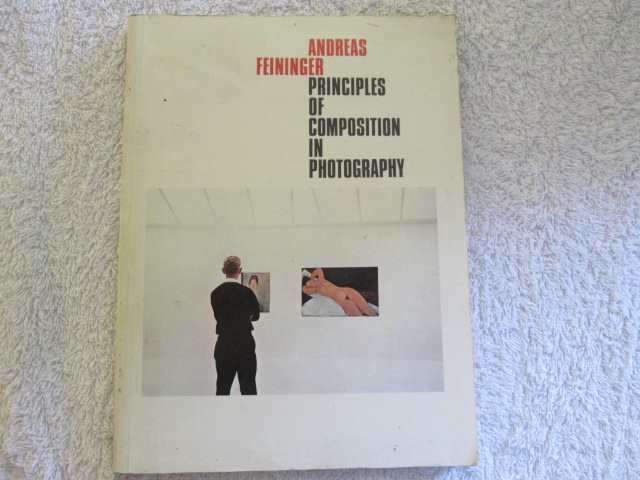 ANDREAS
FEININGER
PRINCIPLES
OF
COMPOSITION
IN
PHOTOGRAPHY